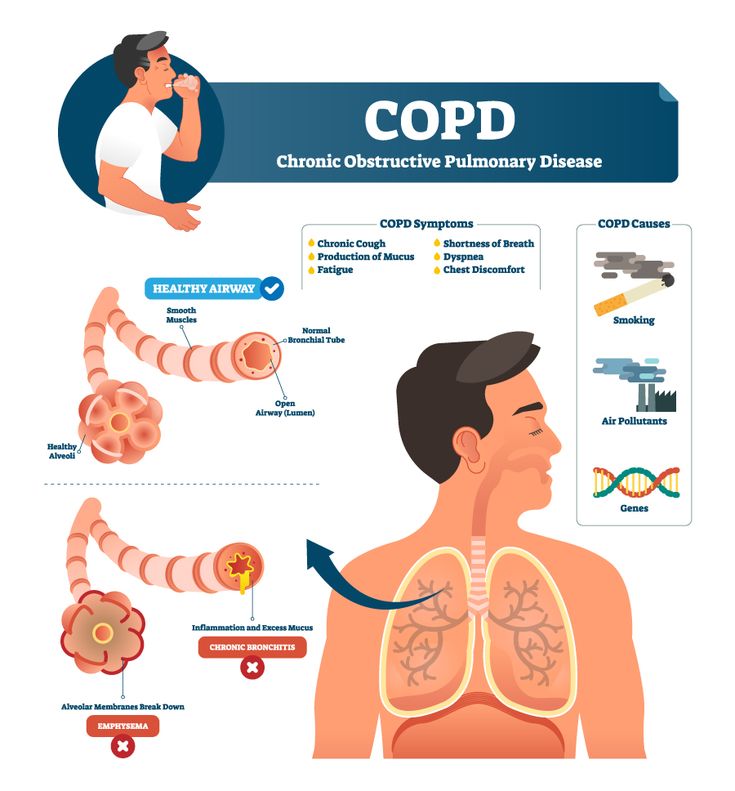 COPD
Chronic Obstructive Pulmonary Disease
COPD Symptoms
Chronic Cough
Production of Mucus
Fatigue
Shortness of Breath
Dyspnea
Chest Discomfort
COPD Causes
Smoking
Air Pollutants
Genes
HEALTHY AIRWAY
Smooth
Muscles
Normal
Bronchial Tube
Open
Airway (Lumen)
Healthy
Alveoli
Inflammation and Excess Mucus
CHRONIC BRONCHITIS
Alveolar Membranes Break Down
EMPHYSEMA